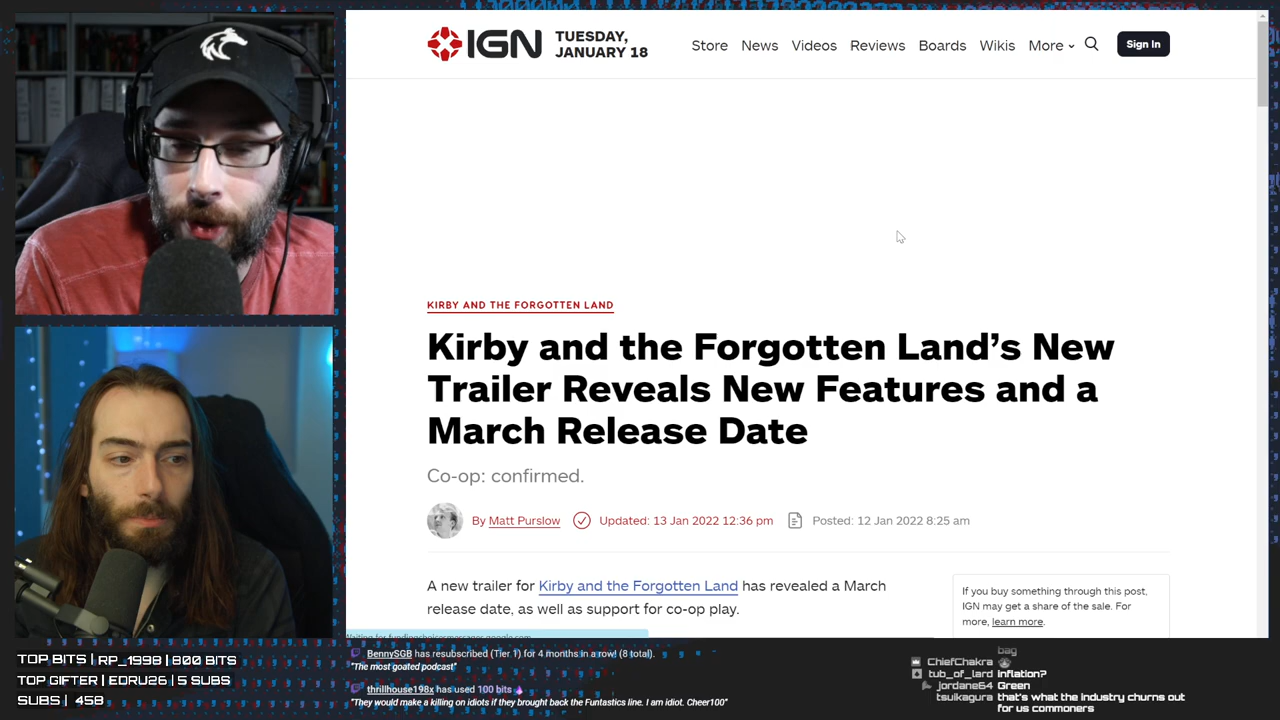 IGN
TUESDAY,
JANUARY 18
Store News Videos Reviews Boards Wikis More
Sign In
KIRBY AND THE FORGOTTEN LAND
Kirby and the Forgotten Land’s New
Trailer Reveals New Features and a
March Release Date
Co-op: confirmed.
By Matt Purslow Updated: 13 Jan 2022 12:36 pm Posted: 12 Jan 2022 8:25 am
A new trailer for Kirby and the Forgotten Land has revealed a March
release date, as well as support for co-op play.
If you buy something through this post,
IGN may get a share of the sale. For
more, learn more.
Waiting for fundingchoicesmessages.google.com
TOP BITS | RP_1998 | 800 BITS
TOP GIFTER | EDRU26 | 5 SUBS
SUBS | 458
BennySGB has resubscribed (Tier 1) for 4 months in a row! (8 total).
"The most goated podcast"
thrillhouse198x has used 100 bits
"They would make a killing on idiots if they brought back the Funtastics line. I am idiot. Cheer100"
bag
ChiefChakra
tub_of_lard inflation?
jordane64 Green
tsuikagura that's what the industry churns out
for us commoners